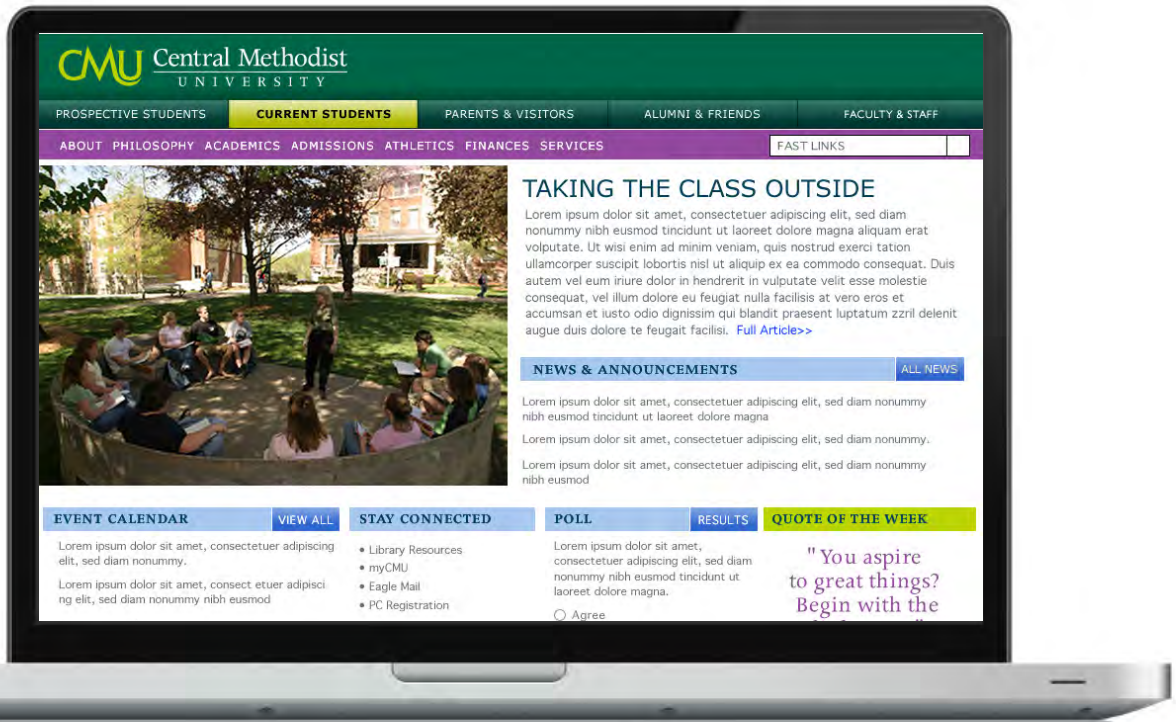 CMU Central Methodist
UNIVERSITY
PROSPECTIVE STUDENTS CURRENT STUDENTS PARENTS & VISITORS ALUMNI & FRIENDS FACULTY & STAFF
ABOUT PHILOSOPHY ACADEMICS ADMISSIONS ATHLETICS FINANCES SERVICES FAST LINKS
TAKING THE CLASS OUTSIDE
Lorem ipsum dolor sit amet, consectetuer adipiscing elit, sed diam
nonummy nibh eusmod tincidunt ut laoreet dolore magna aliquam erat
volputate. Ut wisi enim ad minim veniam, quis nostrud exerci tation
ullamcorper suscipit lobortis nisl ut aliquip ex ea commodo consequat. Duis
autem vel eum iriure dolor in hendrerit in vulputate velit esse molestie
consequat, vel illum dolore eu feugiat nulla facilisis at vero eros et
accumsan et iusto odio dignissim qui blandit praesent luptatum zzril delenit
augue duis dolore te feugait facilisi. Full Article>>
NEWS & ANNOUNCEMENTS ALL NEWS
Lorem ipsum dolor sit amet, consectetuer adipiscing elit, sed diam nonummy
nibh eusmod tincidunt ut laoreet dolore magna
Lorem ipsum dolor sit amet, consectetuer adipiscing elit, sed diam nonummy.
Lorem ipsum dolor sit amet, consectetuer adipiscing elit, sed diam nonummy
nibh eusmod
EVENT CALENDAR VIEW ALL
Lorem ipsum dolor sit amet, consectetuer adipiscing
elit, sed diam nonummy.
Lorem ipsum dolor sit amet, consect etuer adipisci
ng elit, sed diam nonummy nibh eusmod
STAY CONNECTED
• Library Resources
• myCMU
• Eagle Mail
• PC Registration
POLL RESULTS
Lorem ipsum dolor sit amet,
consectetuer adipiscing elit, sed diam
nonummy nibh eusmod tincidunt ut
laoreet dolore magna.
Agree
QUOTE OF THE WEEK
"You aspire
to great things?
Begin with the